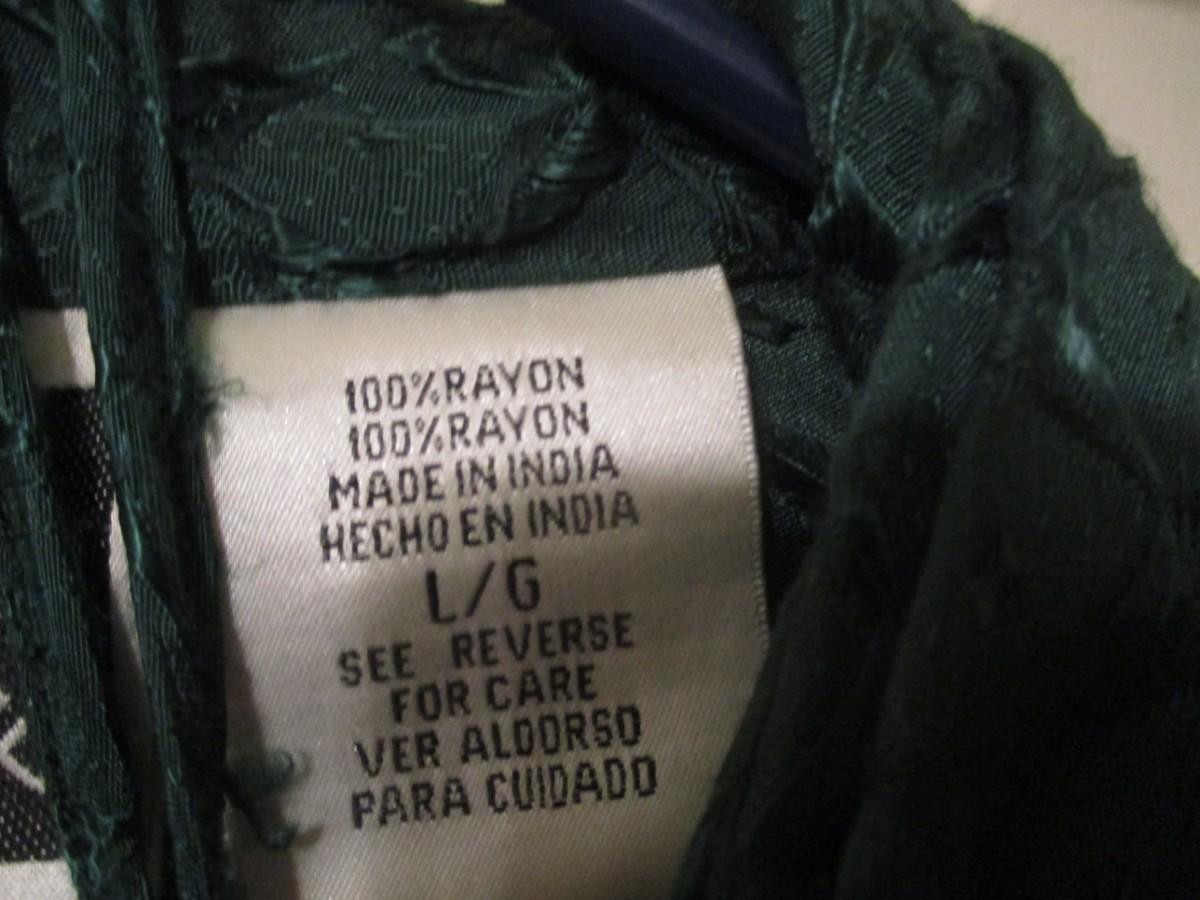 100%RAYON
100%RAYON
MADE IN INDIA
HECHO EN INDIA
L/G
SEE REVERSE
FOR CARE
VER ALDORSO
PARA CUIDADO